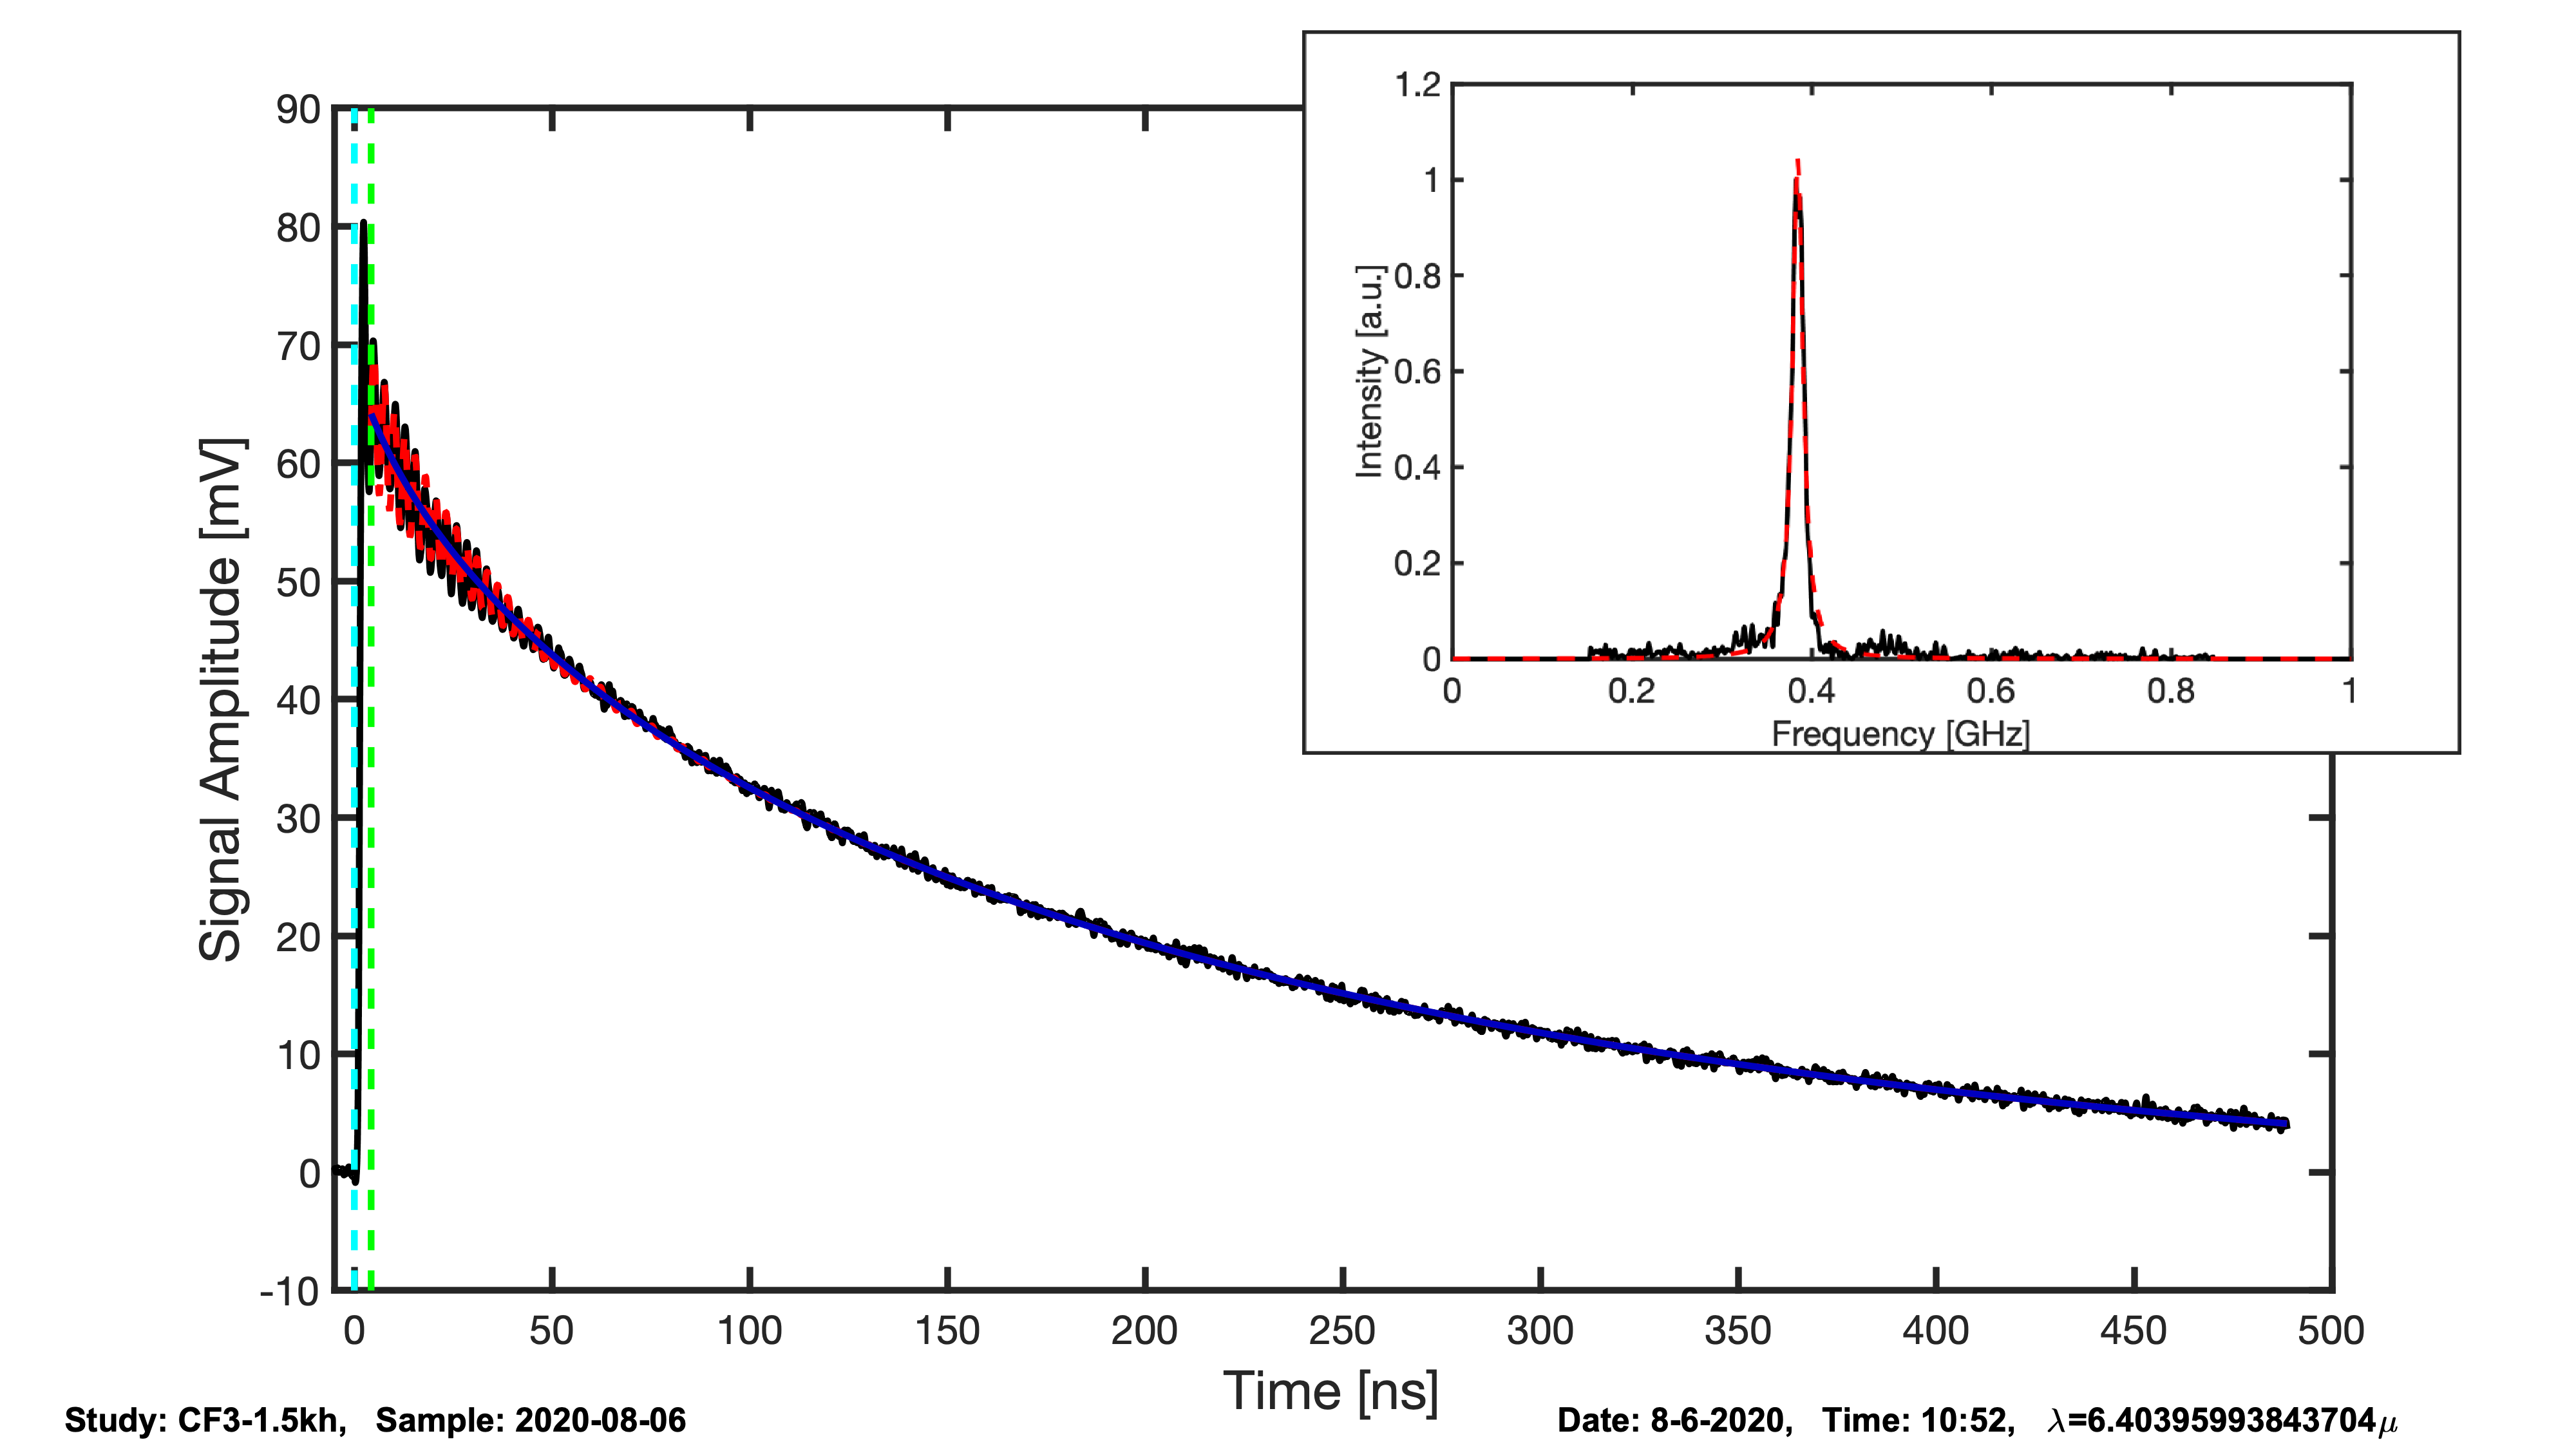 1.2
1
0.8
0.6
0.4
0.2
0
Intensity [a.u.]
0 0.2 0.4 0.6 0.8 1
Frequency [GHz]
90
80
70
60
50
40
30
20
10
0
-10
Signal Amplitude [mV]
0 50 100 150 200 250 300 350 400 450 500
Time [ns]
Study: CF3-1.5kh, Sample: 2020-08-06
Date: 8-6-2020, Time: 10:52, λ=6.40395993843704μ